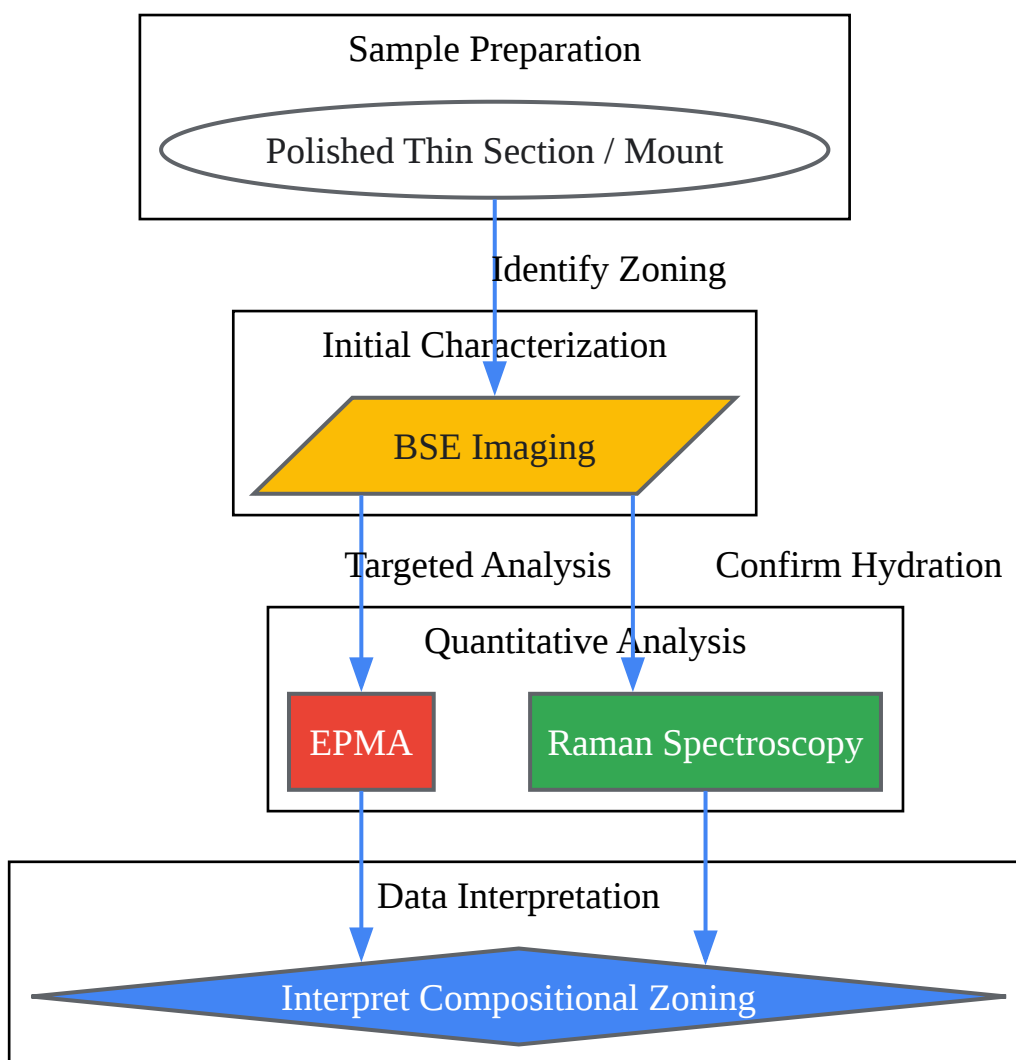 Sample Preparation
Polished Thin Section / Mount
Identify Zoning
Initial Characterization
BSE Imaging
Targeted Analysis
Confirm Hydration
Quantitative Analysis
EPMA
Raman Spectroscopy
Data Interpretation
Interpret Compositional Zoning